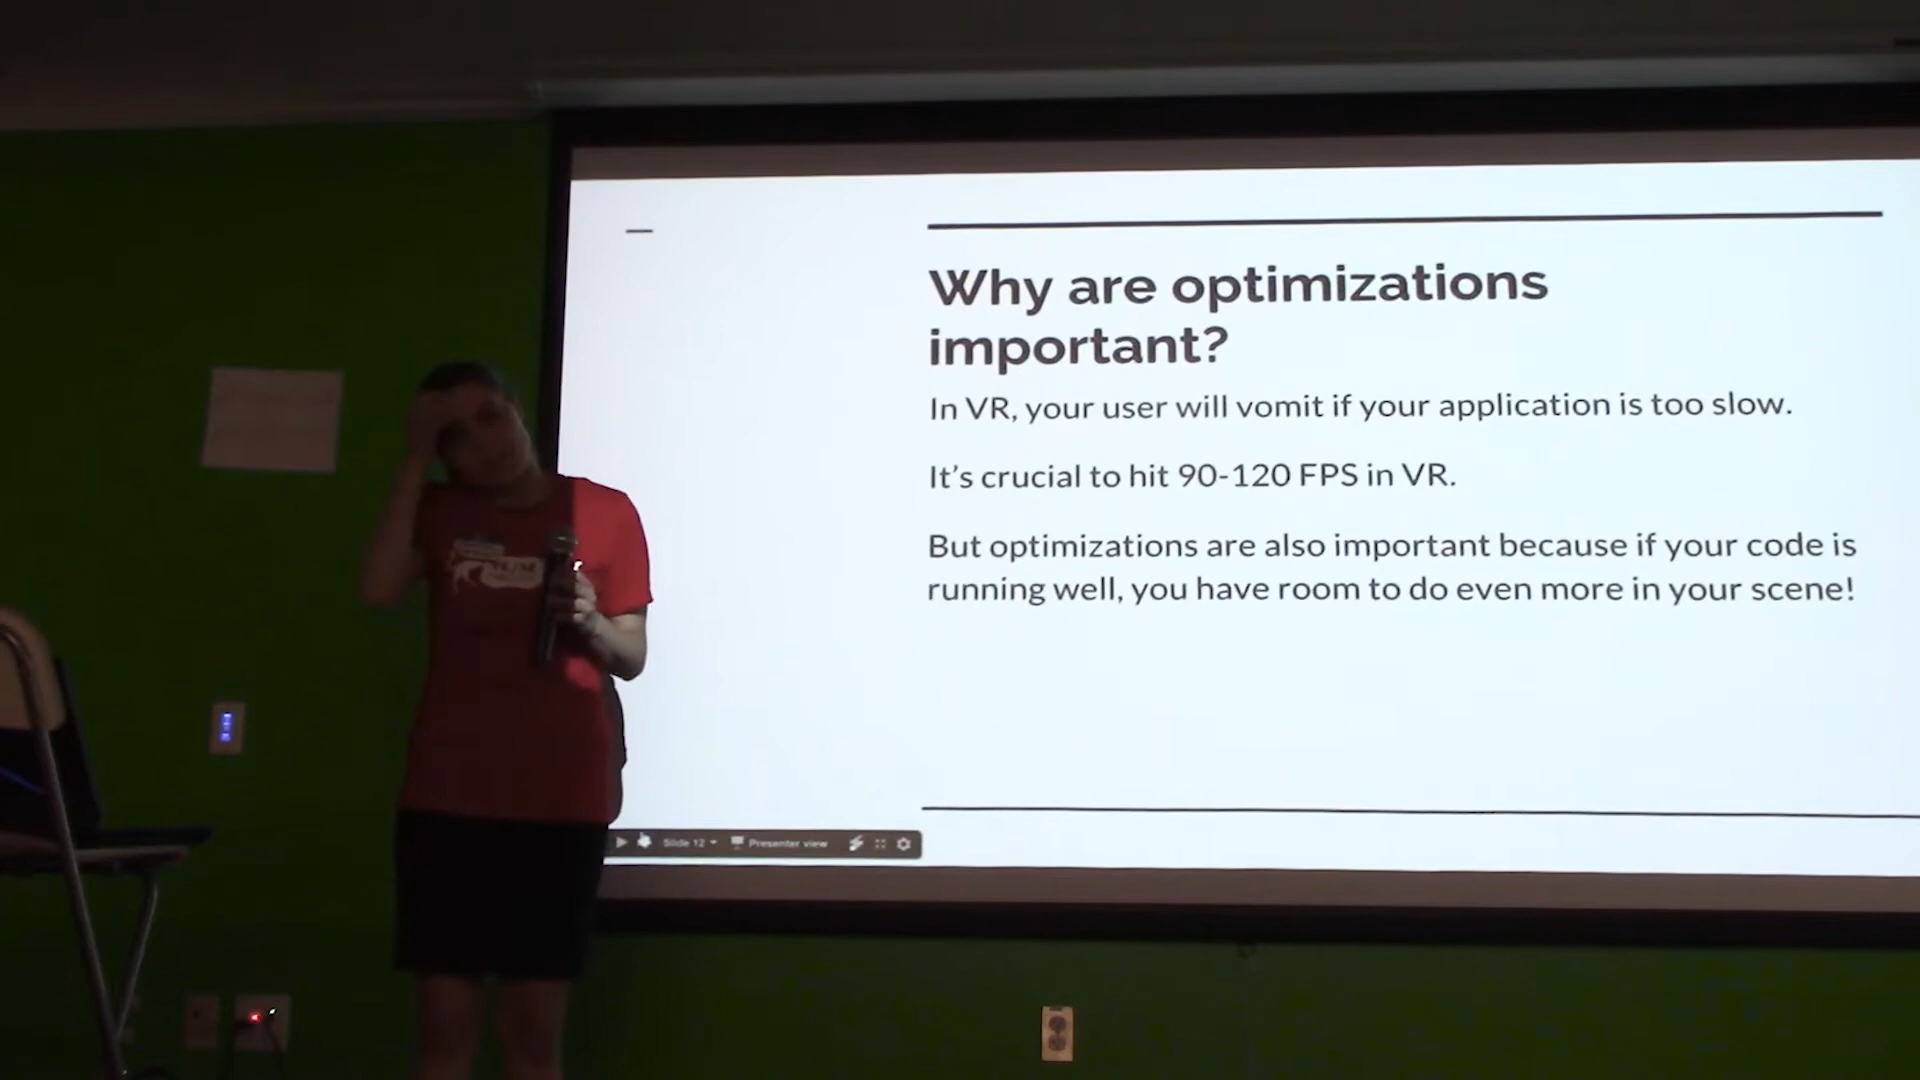 Why are optimizations
important?
In VR, your user will vomit if your application is too slow.
It's crucial to hit 90-120 FPS in VR.
But optimizations are also important because if your code is
running well, you have room to do even more in your scene!
Slide 12
Presenter view